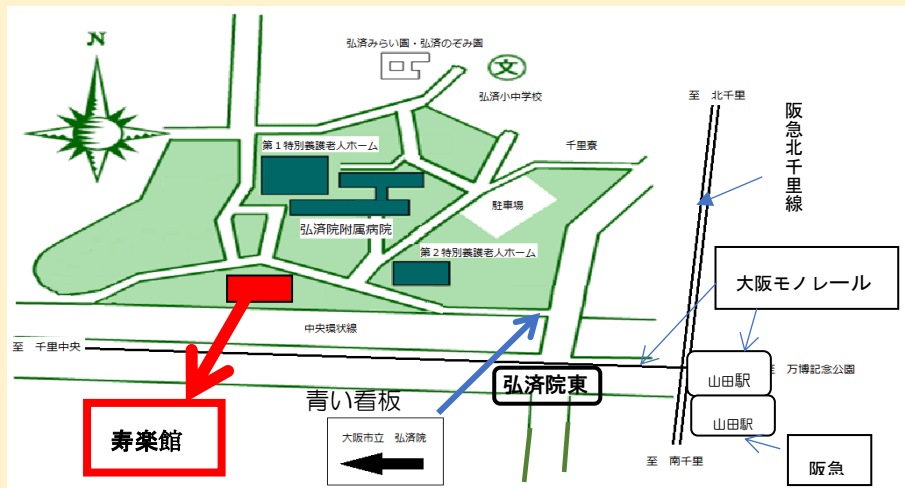 N
弘済みらい園・弘済のぞみ園
文
弘済小中学校
至　北千里
阪急北千里線
第１特別養護老人ホーム
千里寮
駐車場
弘済院附属病院
第２特別養護老人ホーム
大阪モノレール
中央環状線
至　千里中央
至　万博記念公園
山田駅
弘済院東
青い看板
寿楽館
大阪市立　弘済院
山田駅
至　南千里
阪急